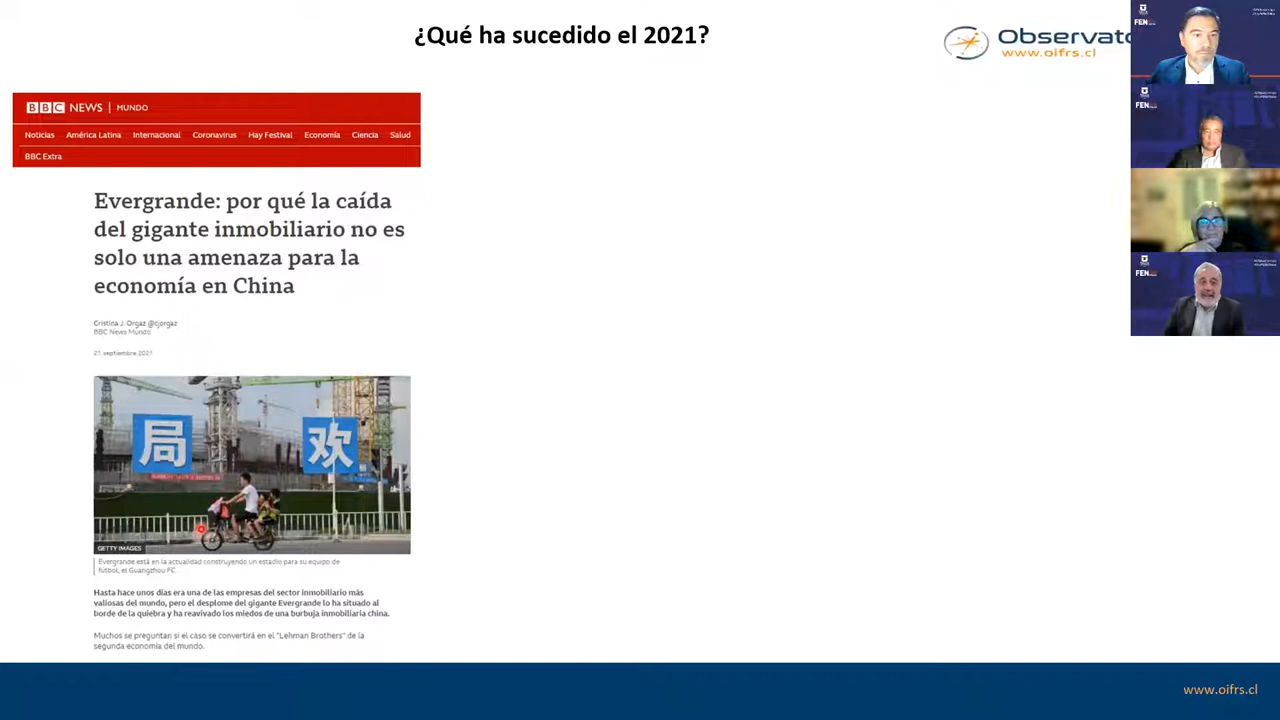 ¿Qué ha sucedido el 2021?
Observato
www.oifrs.cl
BBC NEWS | MUNDO
Noticias América Latina Internacional Coronavirus Hay Festival Economía Ciencia Salud
BBC Extra
Evergrande: por qué la caída
del gigante inmobiliario no es
solo una amenaza para la
economía en China
Cristina J. Orgaz @cjorgaz
BBC News Mundo
21 septiembre 2021
局 欢
GETTY IMAGES
Evergrande está en la actualidad construyendo un estadio para su equipo de
fútbol, el Guangzhou FC.
Hasta hace unos días era una de las empresas del sector inmobiliario más
valiosas del mundo, pero el desplome del gigante Evergrande lo ha situado al
borde de la quiebra y ha reavivado los miedos de una burbuja inmobiliaria china.
Muchos se preguntan si el caso se convertirá en el "Lehman Brothers" de la
segunda economía del mundo.
www.oifrs.cl
FEN
FEN
FEN